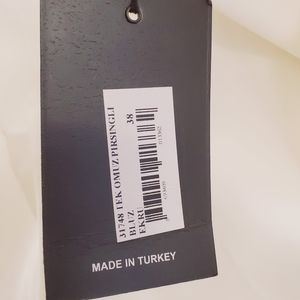 31748 TEK OMUZ PIRSINGLI
BLUZ 38
EKRU
MADE IN TURKEY